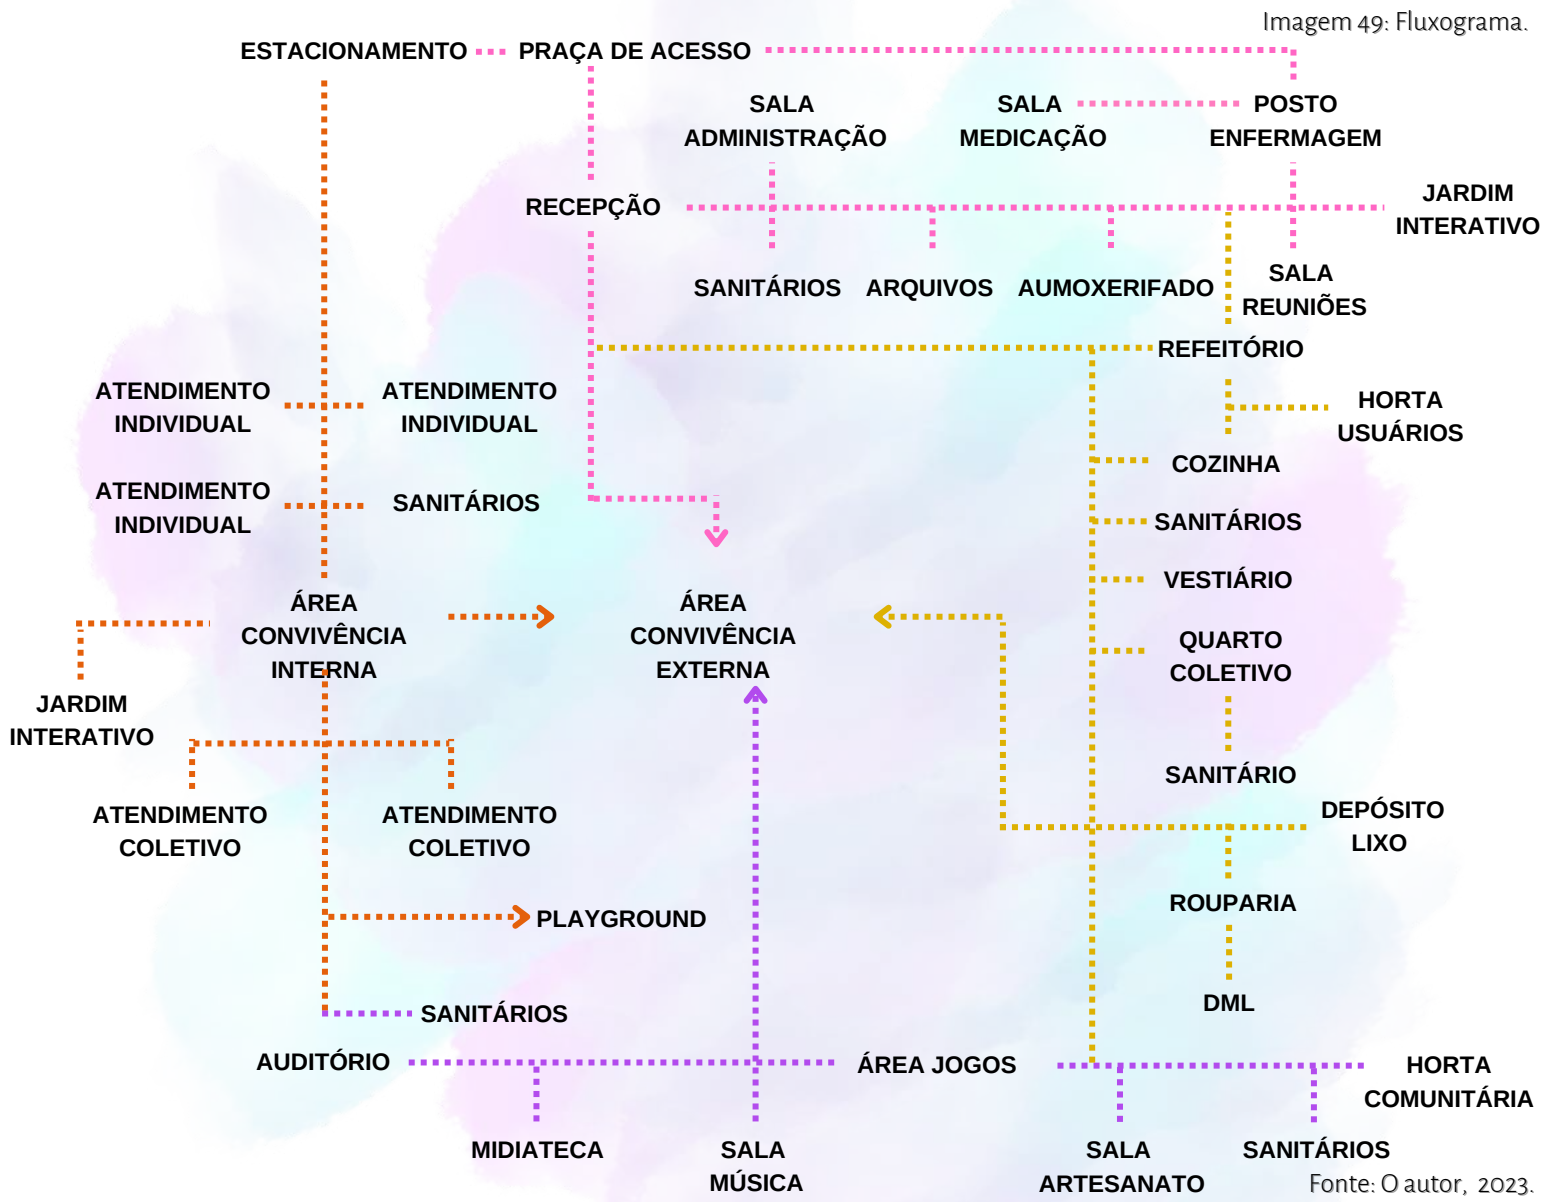 Imagem 49: Fluxograma.
ESTACIONAMENTO
PRAÇA DE ACESSO
SALA
ADMINISTRAÇÃO
SALA
MEDICAÇÃO
POSTO
ENFERMAGEM
RECEPÇÃO
JARDIM
INTERATIVO
SANITÁRIOS
ARQUIVOS
AUMOXERIFADO
SALA
REUNIÕES
REFEITÓRIO
ATENDIMENTO
INDIVIDUAL
ATENDIMENTO
INDIVIDUAL
HORTA
USUÁRIOS
COZINHA
ATENDIMENTO
INDIVIDUAL
SANITÁRIOS
SANITÁRIOS
VESTIÁRIO
ÁREA
CONVIVÊNCIA
INTERNA
ÁREA
CONVIVÊNCIA
EXTERNA
QUARTO
COLETIVO
JARDIM
INTERATIVO
SANITÁRIO
ATENDIMENTO
COLETIVO
ATENDIMENTO
COLETIVO
DEPÓSITO
LIXO
ROUPARIA
PLAYGROUND
DML
SANITÁRIOS
AUDITÓRIO
ÁREA JOGOS
HORTA
COMUNITÁRIA
MIDIATECA
SALA
MÚSICA
SALA
ARTESANATO
SANITÁRIOS
Fonte: O autor, 2023.